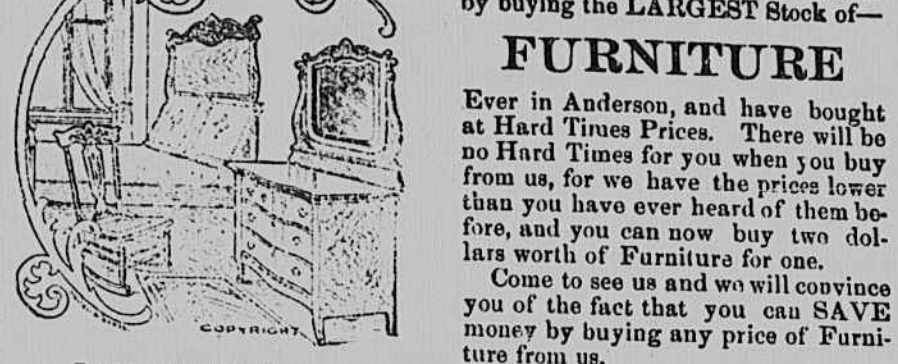 by buying the LARGEST Stock of—
FURNITURE
Ever in Anderson, and have bought
at Hard Times Prices. There will be
no Hard Times for you when you buy
from us, for we have the prices lower
than you have ever heard of them be-
fore, and you can now buy two dol-
lars worth of Furniture for one.
Come to see us and we will convince
you of the fact that you can SAVE
money by buying any price of Furni-
ture from us.
COPYRIGHT